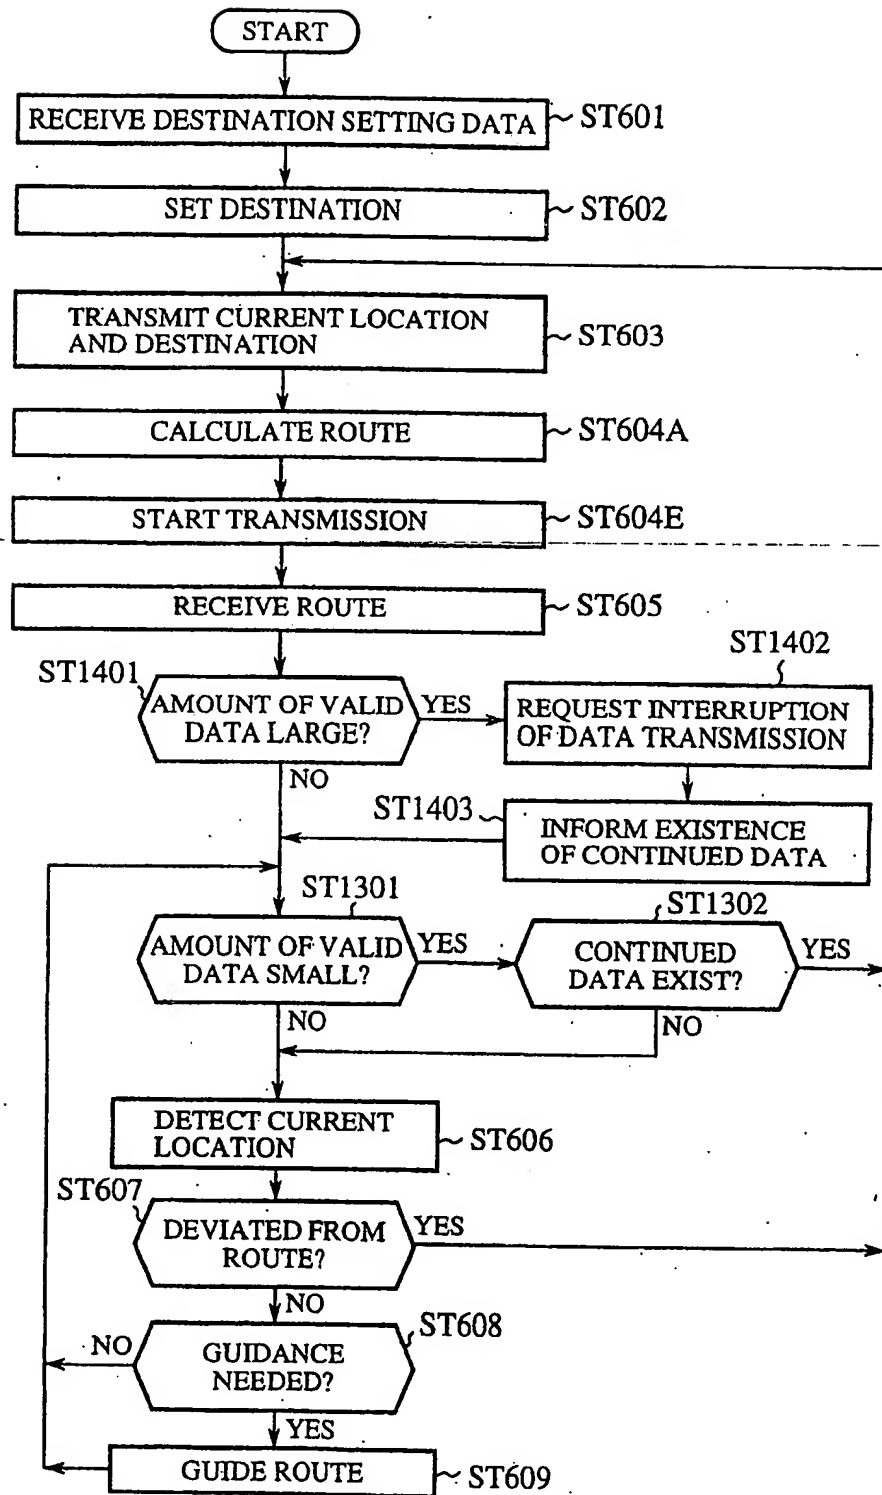 START
RECEIVE DESTINATION SETTING DATA
ST601
SET DESTINATION
ST602
TRANSMIT CURRENT LOCATION
AND DESTINATION
ST603
CALCULATE ROUTE
ST604A
START TRANSMISSION
ST604E
RECEIVE ROUTE
ST605
ST1401
AMOUNT OF VALID
DATA LARGE?
YES
NO
ST1402
REQUEST INTERRUPTION
OF DATA TRANSMISSION
ST1403
INFORM EXISTENCE
OF CONTINUED DATA
ST1301
AMOUNT OF VALID
DATA SMALL?
YES
NO
ST1302
CONTINUED
DATA EXIST?
YES
NO
DETECT CURRENT
LOCATION
ST606
ST607
DEVIATED FROM
ROUTE?
YES
NO
ST608
GUIDANCE
NEEDED?
NO
YES
GUIDE ROUTE
ST609